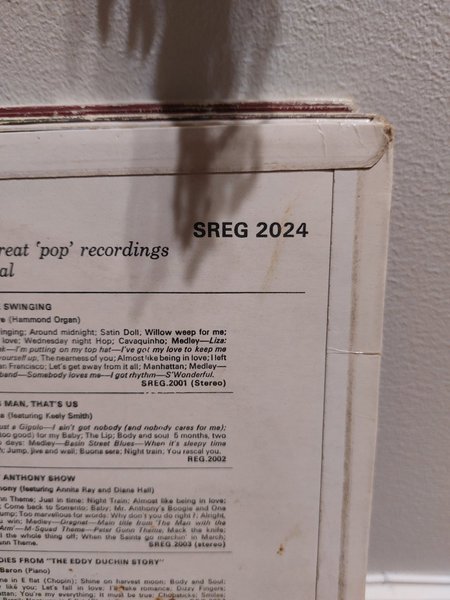 SREG 2024
reat 'pop' recordings
al
SWINGING
(Hammond Organ)
inging; Around midnight; Satin Doll; Willow weep for me;
love; Wednesday night Hop; Cavaquinho; Medley—Liza:
k—I'm putting on my top hat—I've got my love to keep me
yourself up, The nearness of you; Almost like being in love; I left
an Francisco; Let's get away from it all; Manhattan; Medley—
band—Somebody loves me—I got rhythm—S'Wonderful.
SREG.2001 (Stereo)
MAN, THAT'S US
a (featuring Keely Smith)
ust a Gigolo—I ain't got nobody (and nobody cares for me);
too good) for my Baby; The Lip; Body and soul 5 months, two
o days: Medley—Basin Street Blues—When it's sleepy time
h; Jump, jive and wail; Buona sera; Night train; You rascal you.
REG.2002
ANTHONY SHOW
hony (featuring Annita Ray and Diane Hall)
nn Theme; Just in time; Night Train; Almost like being in love;
Come back to Sorrento; Baby; Mr. Anthony's Boogie and One
ump; Too marvellous for words; Why don't you do right ?; Alright,
u win; Medley—Dragnet—Main title from 'The Man with the
Arm'—M Squad Theme—Peter Gunn Theme, Mack the knife;
ll the whole thing off; When the Saints go marching in;
unn Theme.
SREG 2003 (stereo)
DIES FROM "THE EDDY DUCHIN STORY"
Baron (Piano)
ne in E flat (Chopin); Shine on harvest moon; Body and Soul;
y like you; Let's fall in love; I'll take romance; Dizzy Fingers;
attan; You're my everything; It must be true; Chopsticks; Smiles;